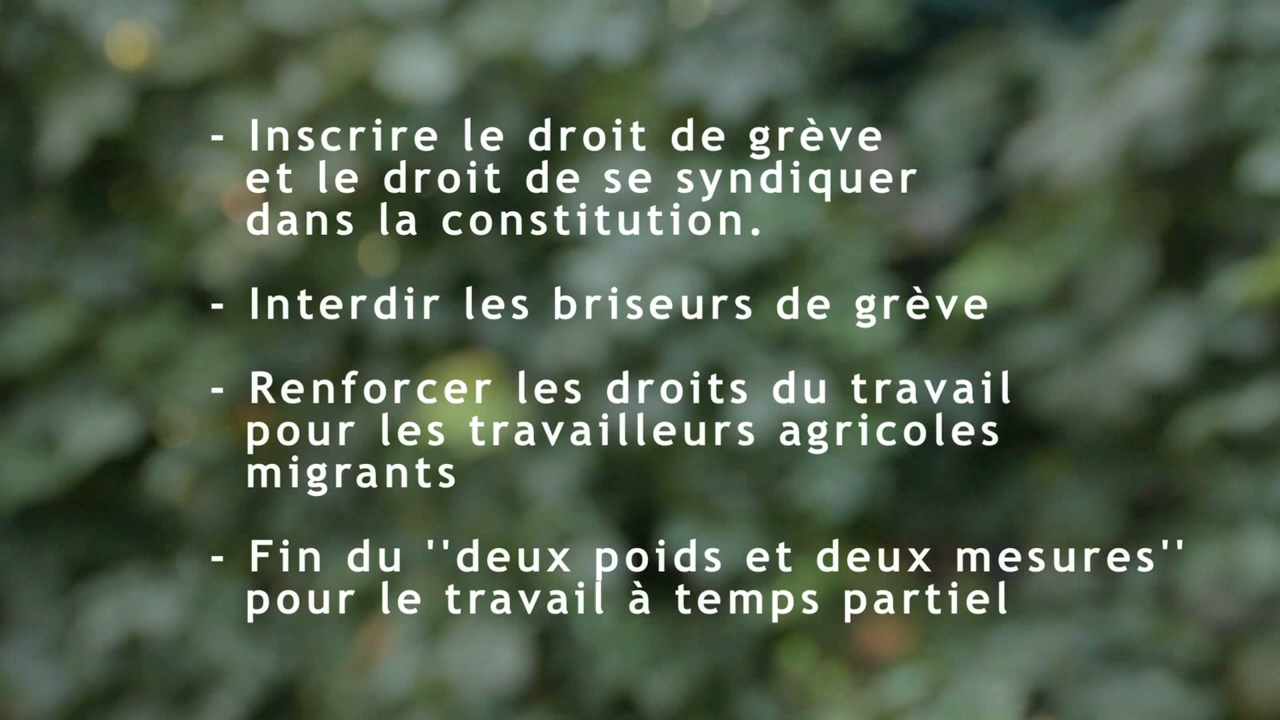 - Inscrire le droit de grève
et le droit de se syndiquer
dans la constitution.
- Interdir les briseurs de grève
- Renforcer les droits du travail
pour les travailleurs agricoles
migrants
- Fin du ''deux poids et deux mesures''
pour le travail à temps partiel